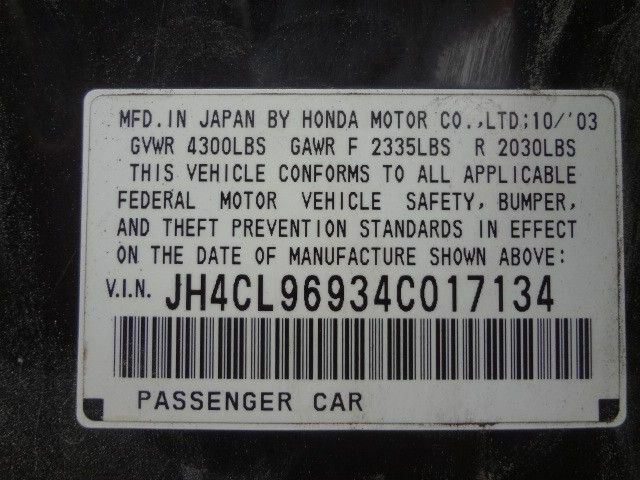 MFD. IN JAPAN BY HONDA MOTOR CO.,LTD;10/'03
GVWR 4300LBS GAWR F 2335LBS R 2030LBS
THIS VEHICLE CONFORMS TO ALL APPLICABLE
FEDERAL MOTOR VEHICLE SAFETY, BUMPER,
AND THEFT PREVENTION STANDARDS IN EFFECT
ON THE DATE OF MANUFACTURE SHOWN ABOVE:
V.I.N. JH4CL96934C017134
PASSENGER CAR